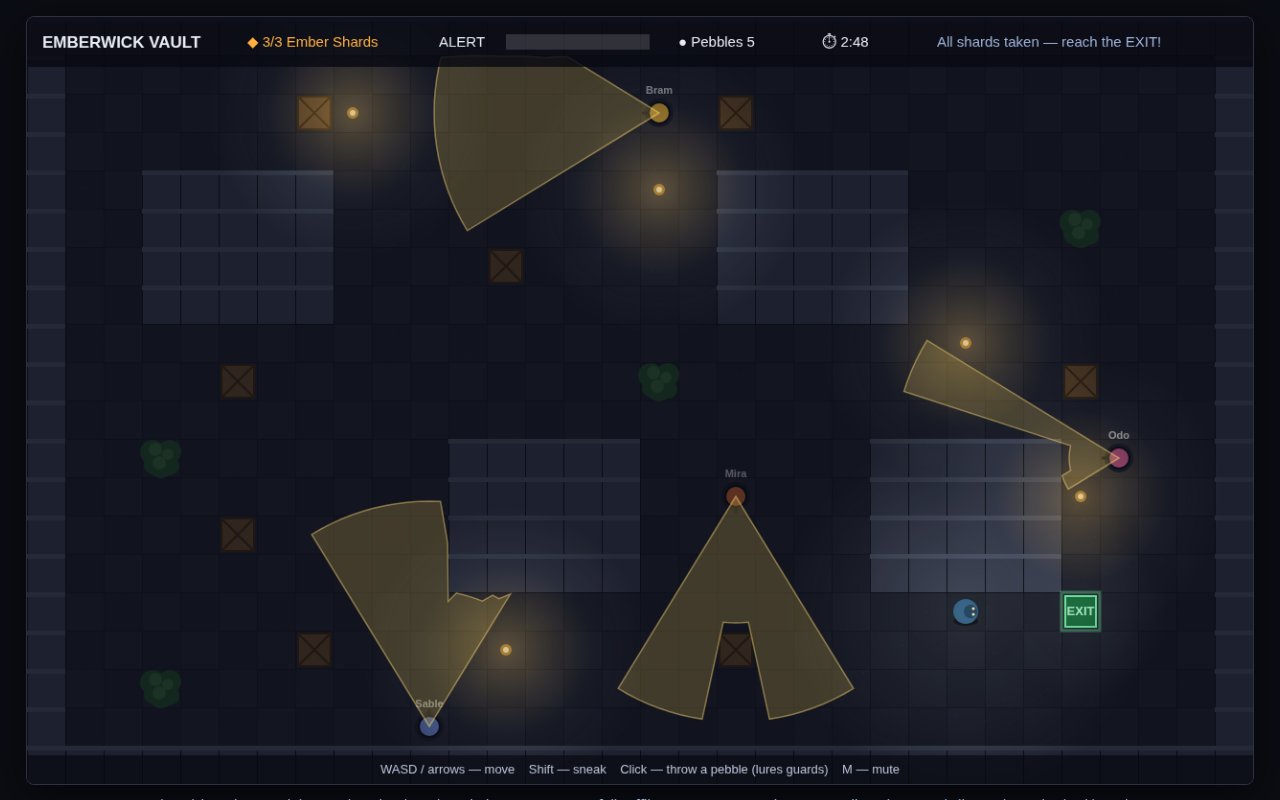 EMBERWICK VAULT
◆ 3/3 Ember Shards
ALERT
● Pebbles 5
⏱ 2:48
All shards taken — reach the EXIT!
Bram
Odo
Mira
EXIT
Sable
WASD / arrows — move Shift — sneak Click — throw a pebble (lures guards) M — mute